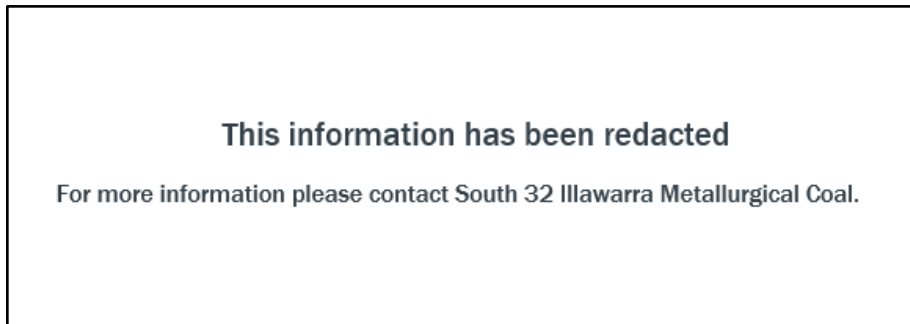 This information has been redacted
For more information please contact South 32 Illawarra Metallurgical Coal.